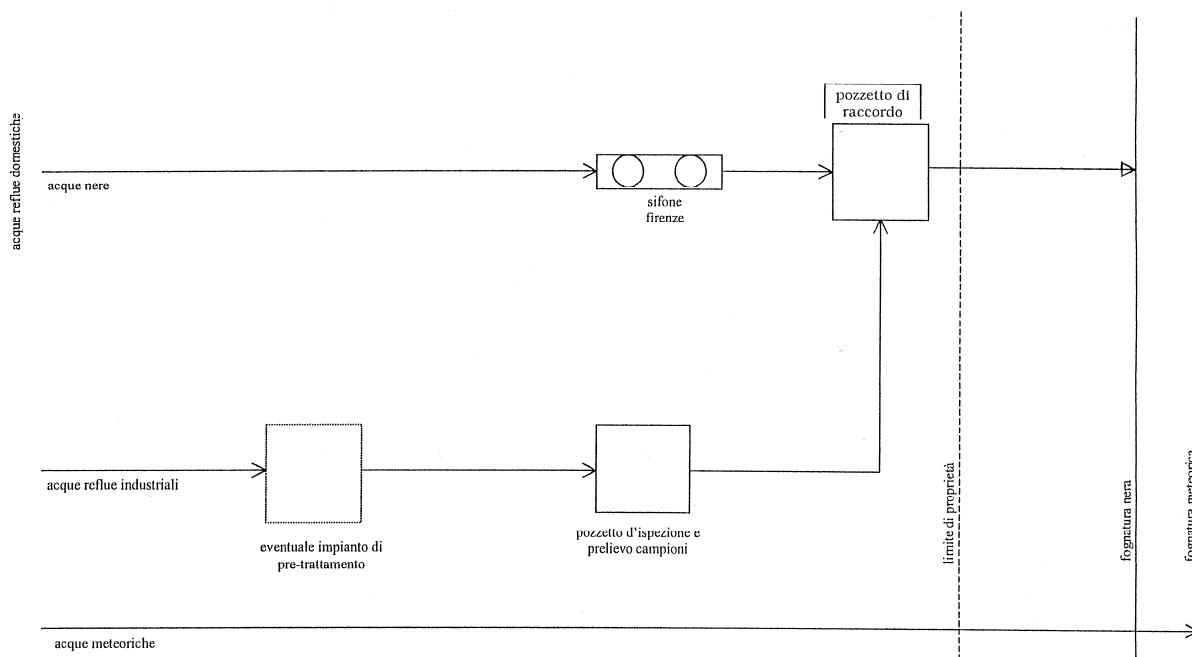 pozzetto di
raccordo
acque reflue domestiche
acque nere
sifone
firenze
acque reflue industriali
eventuale impianto di
pre-trattamento
pozzetto d'ispezione e
prelievo campioni
limite di proprietà
fognatura nera
fognatura meteorica
acque meteoriche